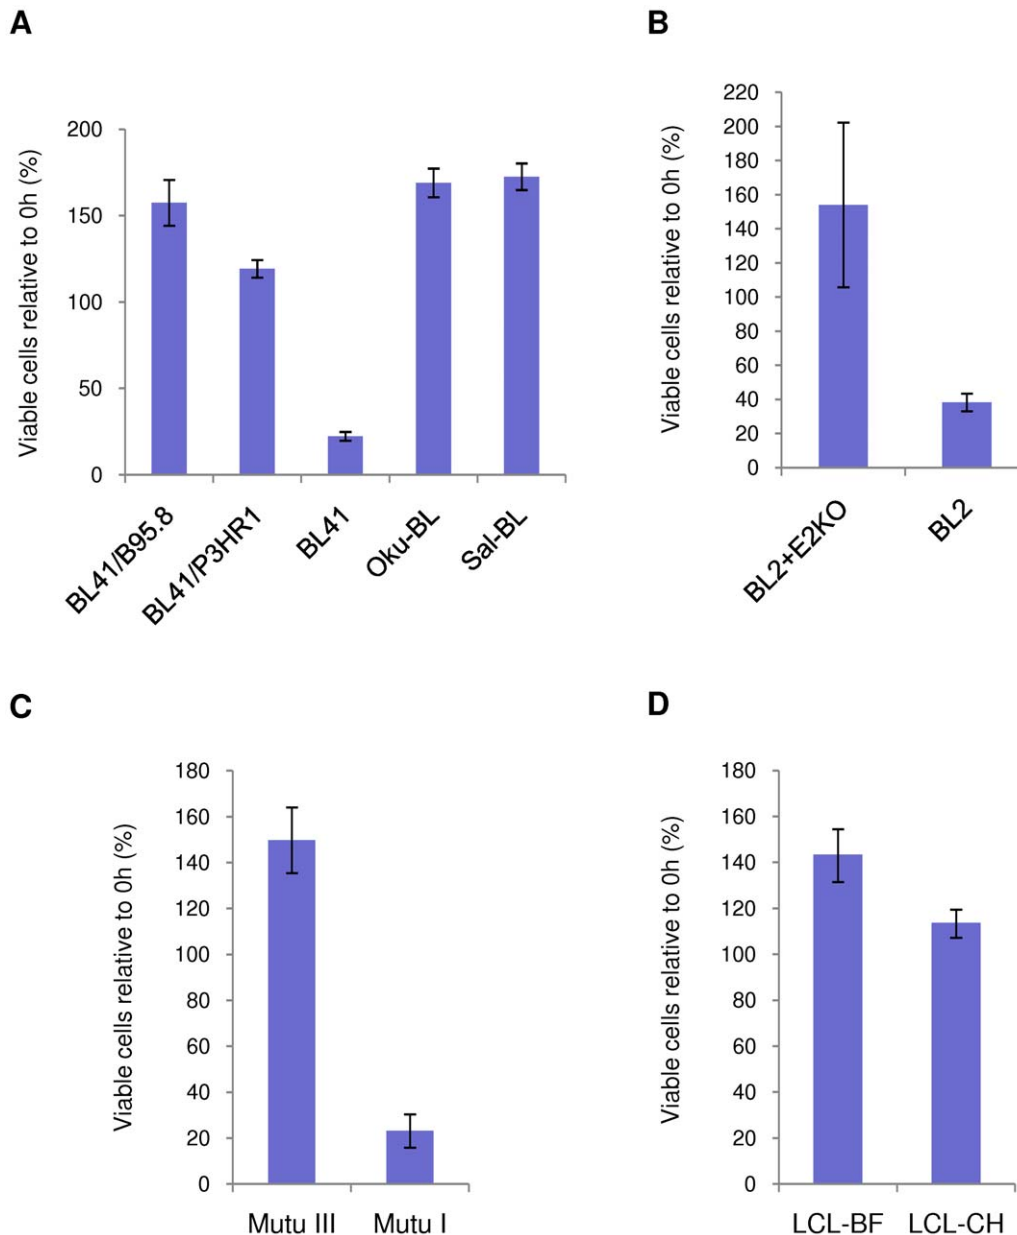 A
Viable cells relative to 0h (%)
200
150
100
50
0
BL41/B95.8
BL41/P3HR1
BL41
Oku-BL
Sal-BL
B
Viable cells relative to 0h (%)
220
200
180
160
140
120
100
80
60
40
20
0
BL2+E2KO
BL2
C
Viable cells relative to 0h (%)
180
160
140
120
100
80
60
40
20
0
Mutu III Mutu I
D
Viable cells relative to 0h (%)
180
160
140
120
100
80
60
40
20
0
LCL-BF LCL-CH